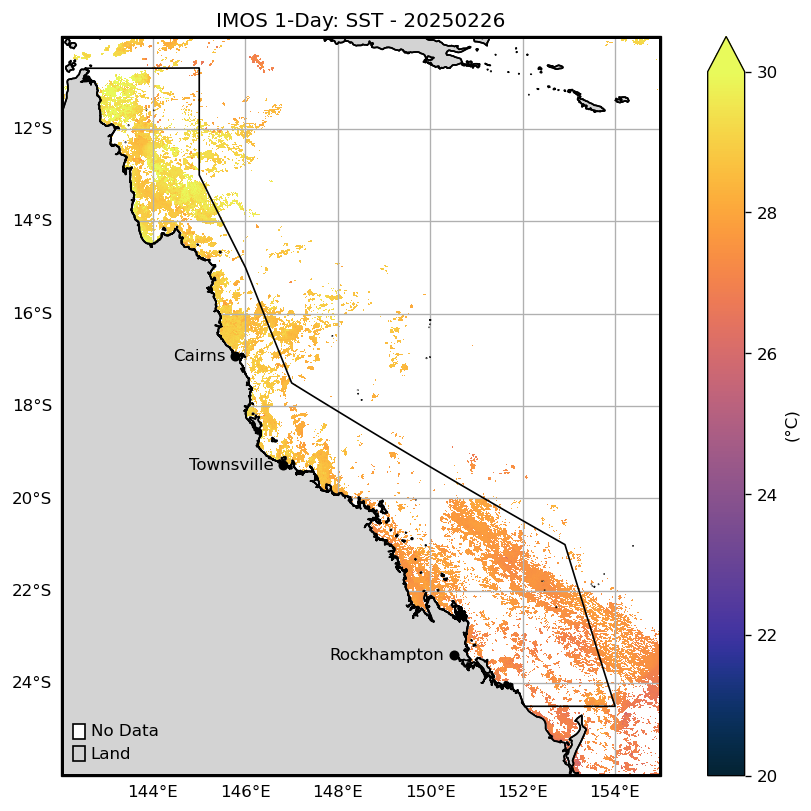 IMOS 1-Day: SST - 20250226
12°S
14°S
16°S
18°S
20°S
22°S
24°S
Cairns
Townsville
Rockhampton
No Data
Land
144°E 146°E 148°E 150°E 152°E 154°E
30
28
26
24
22
20
(°C)